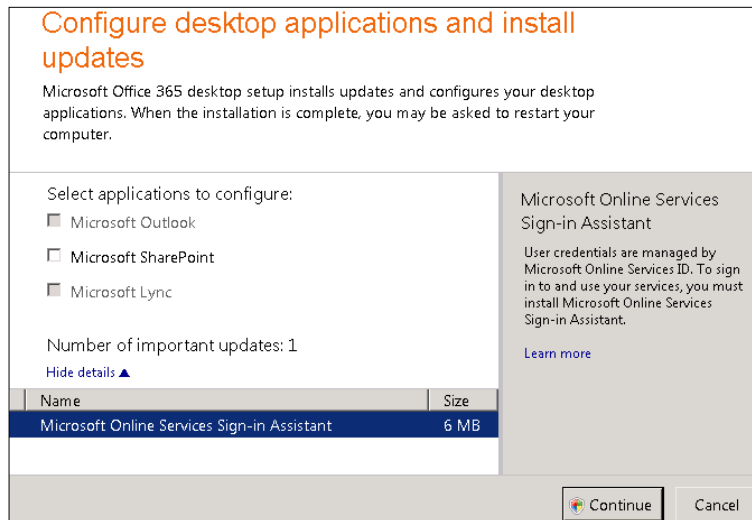 Configure desktop applications and install
updates
Microsoft Office 365 desktop setup installs updates and configures your desktop
applications. When the installation is complete, you may be asked to restart your
computer.
Select applications to configure:
Microsoft Outlook
Microsoft SharePoint
Microsoft Lync
Number of important updates: 1
Hide details ▲
Name Size
Microsoft Online Services Sign-in Assistant 6 MB
Microsoft Online Services
Sign-in Assistant
User credentials are managed by
Microsoft Online Services ID. To sign
in to and use your services, you must
install Microsoft Online Services
Sign-in Assistant.
Learn more
Continue Cancel